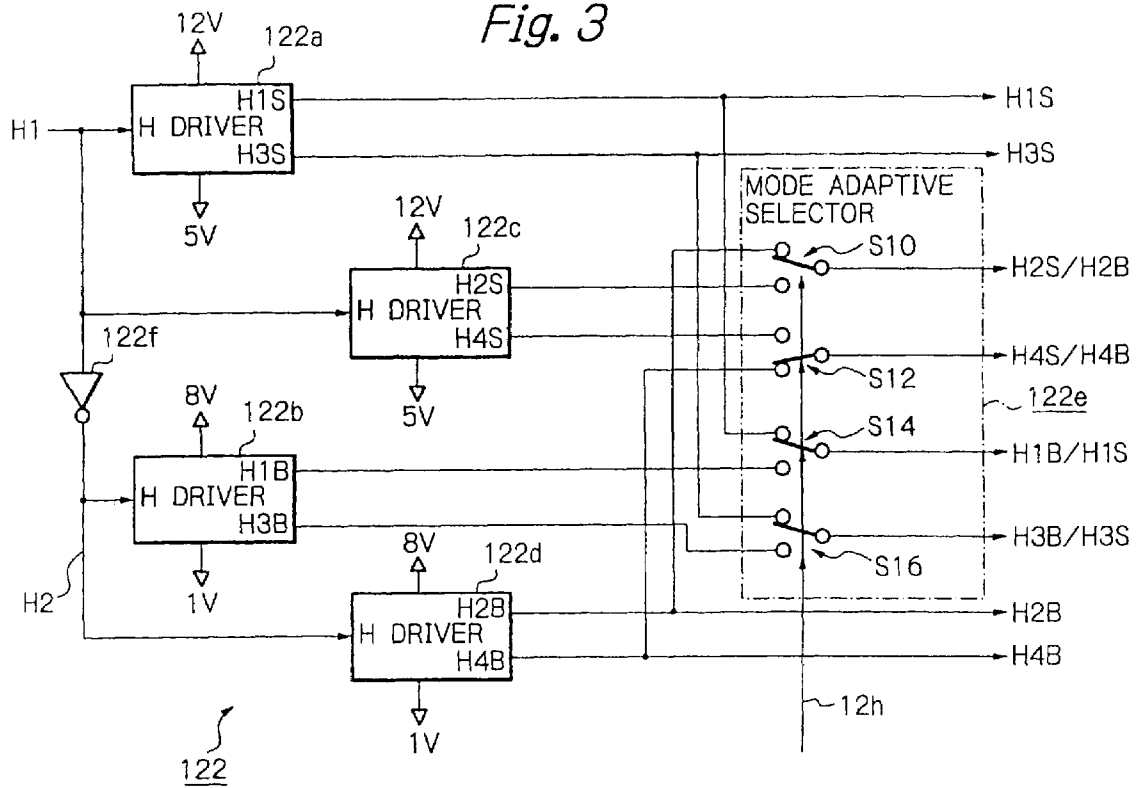 Fig. 3
12V
122a
H1S
H1
H DRIVER
H3S
5V
H1S
H3S
MODE ADAPTIVE
SELECTOR
12V
122c
H2S
H DRIVER
H4S
5V
S10
H2S/H2B
122f
S12
H4S/H4B
122e
8V
122b
H1B
H DRIVER
H3B
1V
S14
H1B/H1S
S16
H3B/H3S
H2
8V
122d
H2B
H DRIVER
H4B
1V
H2B
H4B
12h
122